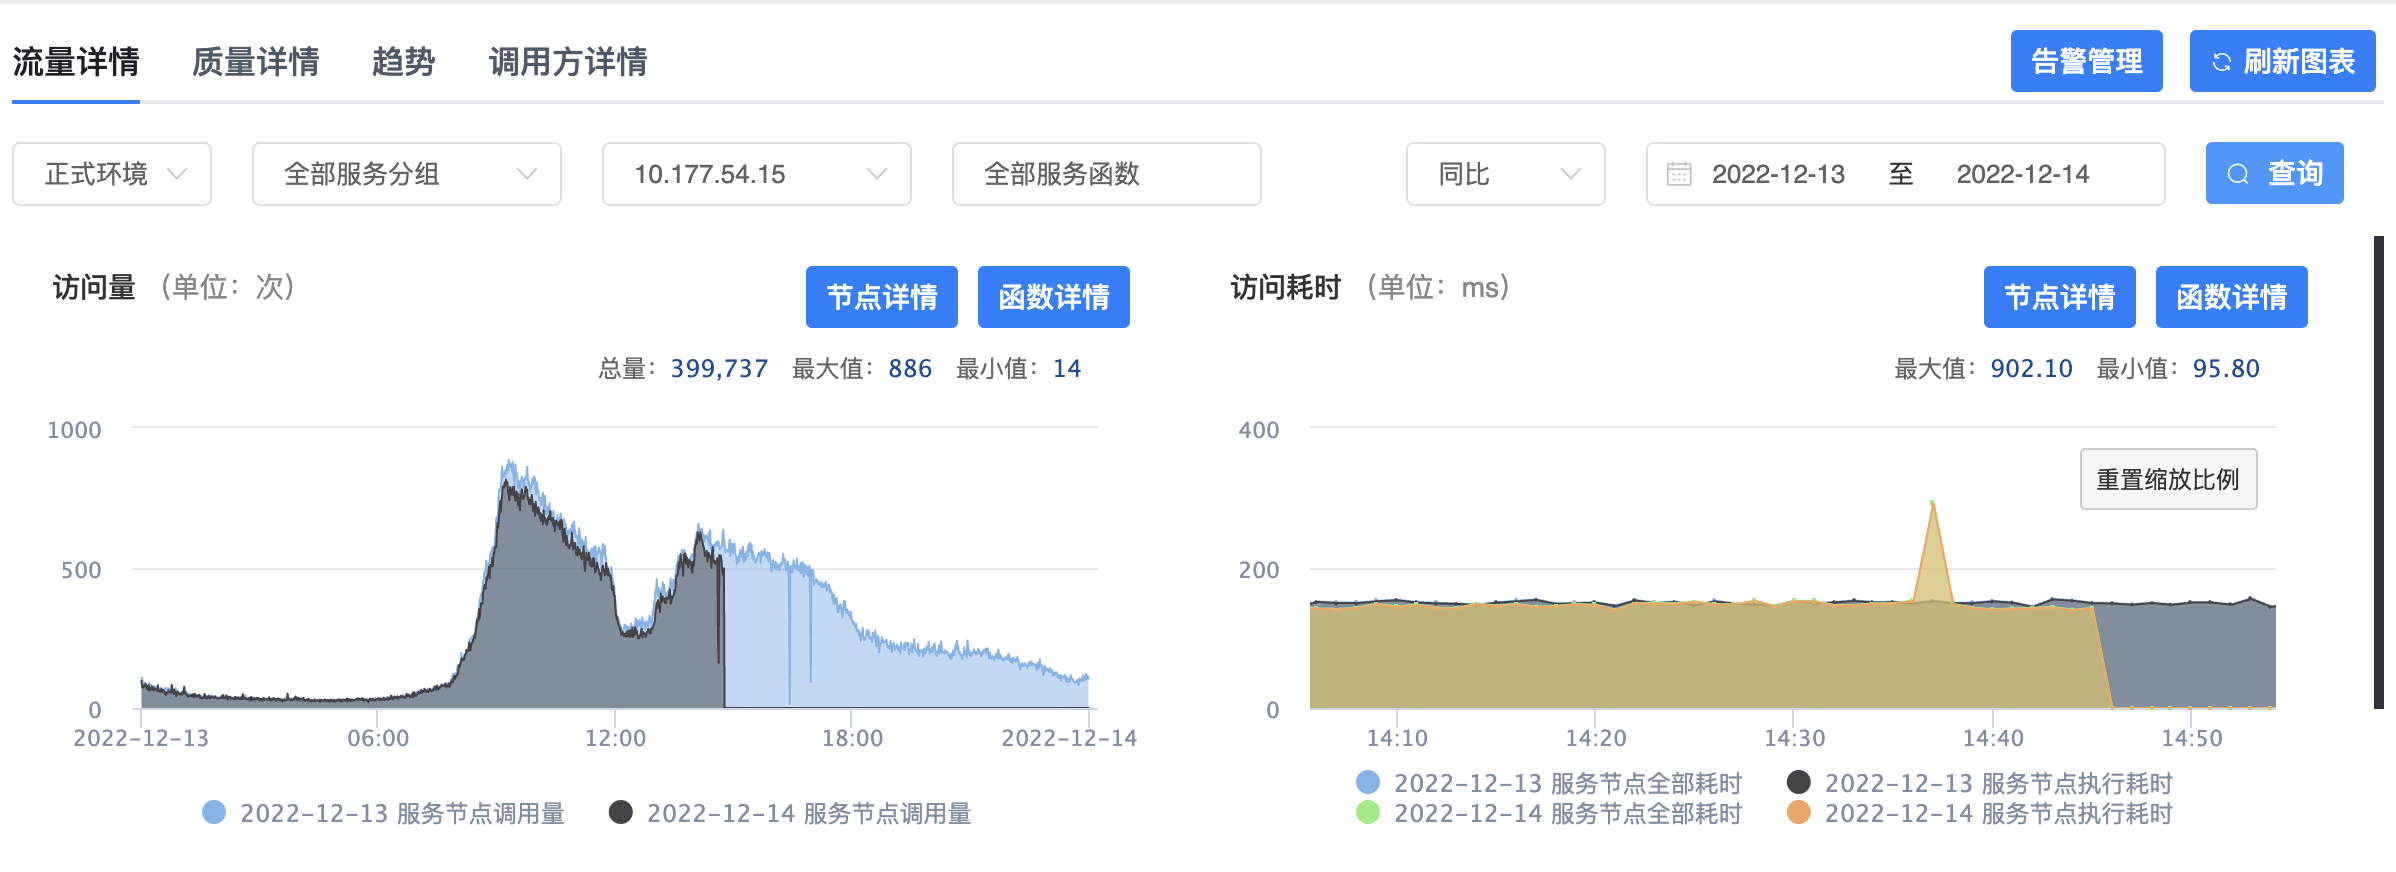 流量详情 质量详情 趋势 调用方详情 告警管理 刷新图表
正式环境 全部服务分组 10.177.54.15 全部服务函数 同比 2022-12-13 至 2022-12-14 查询
访问量 （单位：次） 节点详情 函数详情
总量：399,737 最大值：886 最小值：14
1000
500
0
2022-12-13 06:00 12:00 18:00 2022-12-14
2022-12-13 服务节点调用量 2022-12-14 服务节点调用量
访问耗时 （单位：ms） 节点详情 函数详情
最大值：902.10 最小值：95.80
400
重置缩放比例
200
0
14:10 14:20 14:30 14:40 14:50
2022-12-13 服务节点全部耗时 2022-12-13 服务节点执行耗时
2022-12-14 服务节点全部耗时 2022-12-14 服务节点执行耗时